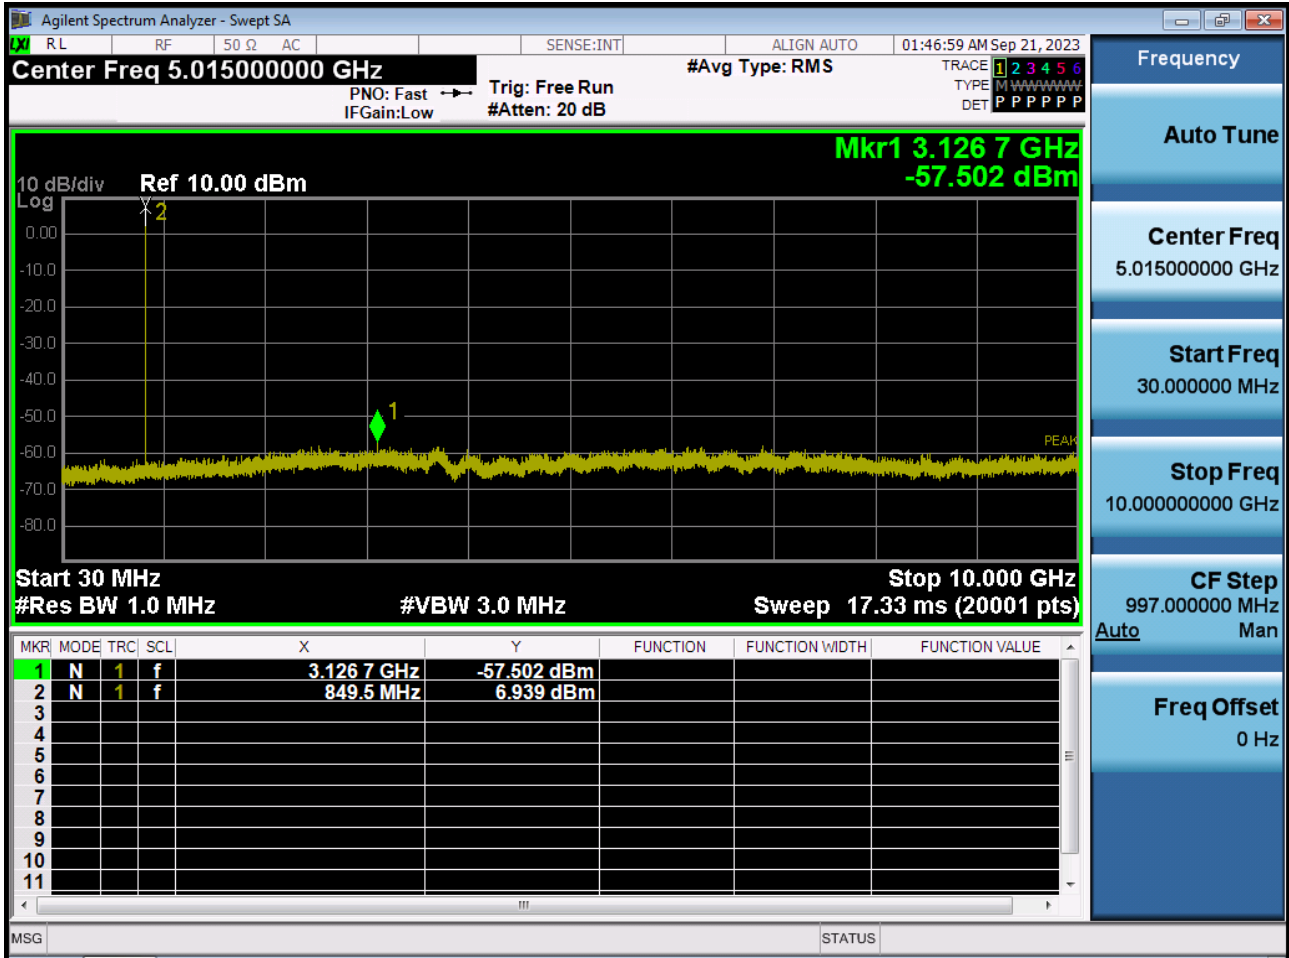 Agilent Spectrum Analyzer - Swept SA
LXI RL RF 50 Ω AC SENSE:INT ALIGN AUTO 01:46:59 AM Sep 21, 2023
Center Freq 5.015000000 GHz
PNO: Fast
IFGain:Low
Trig: Free Run
#Atten: 20 dB
#Avg Type: RMS
TRACE 1 2 3 4 5 6
TYPE M W W W W W
DET P P P P P P
Mkr1 3.126 7 GHz
-57.502 dBm
10 dB/div
Log
Ref 10.00 dBm
2
0.00
-10.0
-20.0
-30.0
-40.0
1
-50.0
PEAK
-60.0
-70.0
-80.0
Start 30 MHz
Stop 10.000 GHz
#Res BW 1.0 MHz
#VBW 3.0 MHz
Sweep 17.33 ms (20001 pts)
MKR MODE TRC SCL X Y FUNCTION FUNCTION WIDTH FUNCTION VALUE
1 N 1 f 3.126 7 GHz -57.502 dBm
2 N 1 f 849.5 MHz 6.939 dBm
3
4
5
6
7
8
9
10
11
MSG
STATUS
Frequency
Auto Tune
Center Freq
5.015000000 GHz
Start Freq
30.000000 MHz
Stop Freq
10.000000000 GHz
CF Step
997.000000 MHz
Auto Man
Freq Offset
0 Hz